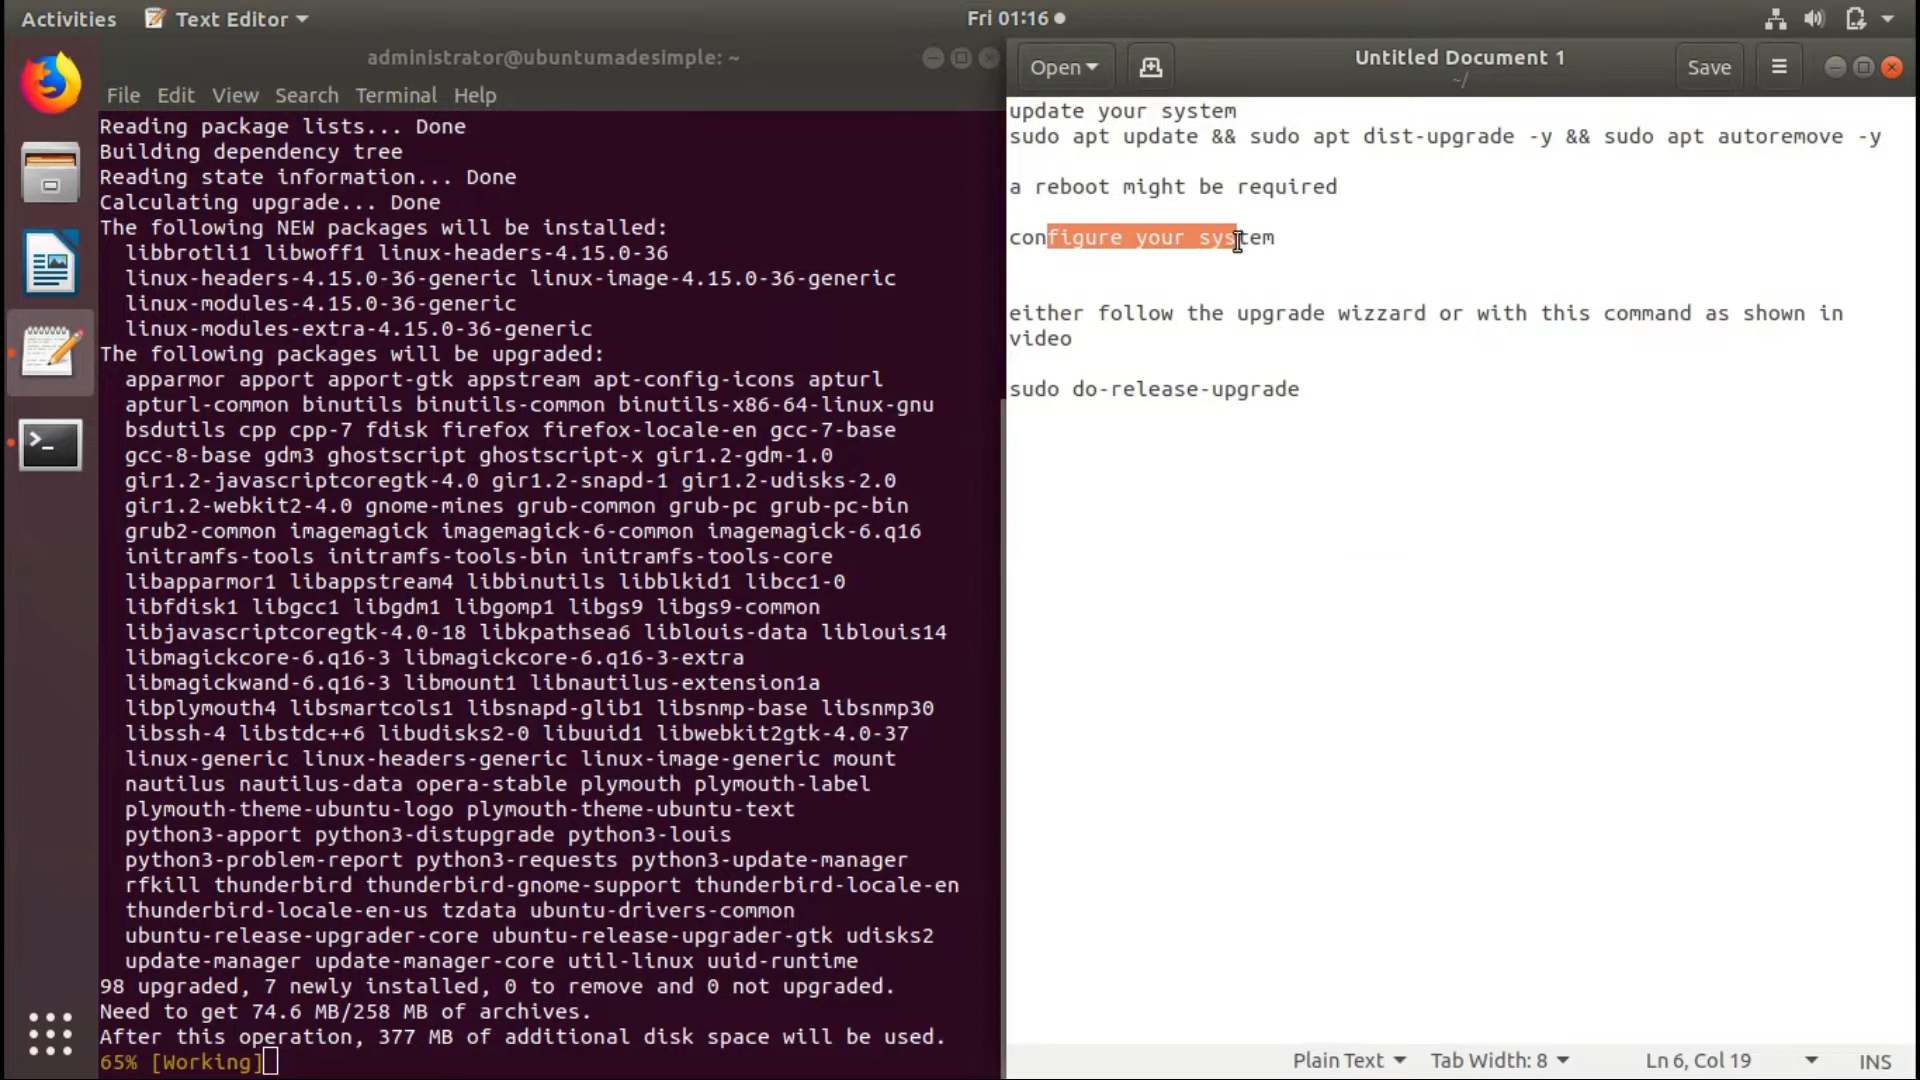 Activities
Text Editor
Fri 01:16
administrator@ubuntumadesimple: ~
File Edit View Search Terminal Help
Reading package lists... Done
Building dependency tree
Reading state information... Done
Calculating upgrade... Done
The following NEW packages will be installed:
libbrotli1 libwoff1 linux-headers-4.15.0-36
linux-headers-4.15.0-36-generic linux-image-4.15.0-36-generic
linux-modules-4.15.0-36-generic
linux-modules-extra-4.15.0-36-generic
The following packages will be upgraded:
apparmor apport apport-gtk appstream apt-config-icons apturl
apturl-common binutils binutils-common binutils-x86-64-linux-gnu
bsdutils cpp cpp-7 fdisk firefox firefox-locale-en gcc-7-base
gcc-8-base gdm3 ghostscript ghostscript-x gir1.2-gdm-1.0
gir1.2-javascriptcoregtk-4.0 gir1.2-snapd-1 gir1.2-udisks-2.0
gir1.2-webkit2-4.0 gnome-mines grub-common grub-pc grub-pc-bin
grub2-common imagemagick imagemagick-6-common imagemagick-6.q16
initramfs-tools initramfs-tools-bin initramfs-tools-core
libapparmor1 libappstream4 libbinutils libblkid1 libcc1-0
libfdisk1 libgcc1 libgdm1 libgomp1 libgs9 libgs9-common
libjavascriptcoregtk-4.0-18 libkpathsea6 liblouis-data liblouis14
libmagickcore-6.q16-3 libmagickcore-6.q16-3-extra
libmagickwand-6.q16-3 libmount1 libnautilus-extension1a
libplymouth4 libsmartcols1 libsnapd-glib1 libsnmp-base libsnmp30
libssh-4 libstdc++6 libudisks2-0 libuuid1 libwebkit2gtk-4.0-37
linux-generic linux-headers-generic linux-image-generic mount
nautilus nautilus-data opera-stable plymouth plymouth-label
plymouth-theme-ubuntu-logo plymouth-theme-ubuntu-text
python3-apport python3-distupgrade python3-louis
python3-problem-report python3-requests python3-update-manager
rfkill thunderbird thunderbird-gnome-support thunderbird-locale-en
thunderbird-locale-en-us tzdata ubuntu-drivers-common
ubuntu-release-upgrader-core ubuntu-release-upgrader-gtk udisks2
update-manager update-manager-core util-linux uuid-runtime
98 upgraded, 7 newly installed, 0 to remove and 0 not upgraded.
Need to get 74.6 MB/258 MB of archives.
After this operation, 377 MB of additional disk space will be used.
65% [Working]
Open
Untitled Document 1
~/
Save
update your system
sudo apt update && sudo apt dist-upgrade -y && sudo apt autoremove -y
a reboot might be required
configure your system
either follow the upgrade wizzard or with this command as shown in
video
sudo do-release-upgrade
Plain Text
Tab Width: 8
Ln 6, Col 19
INS